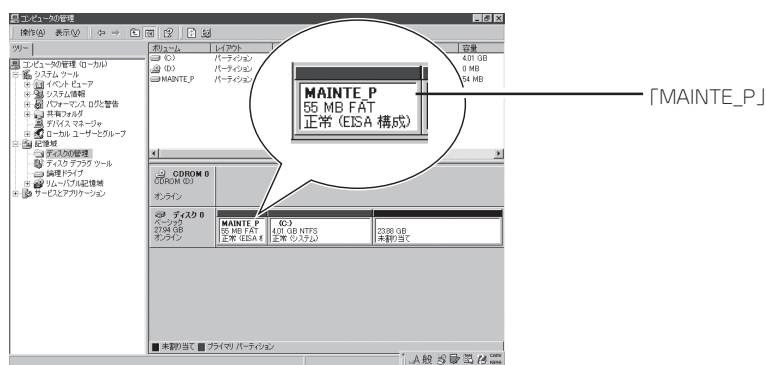 コンピュータの管理
操作(A) 表示(V)
ツリー
コンピュータの管理 (ローカル)
システム ツール
イベント ビューア
システム情報
パフォーマンス ログと警告
共有フォルダ
デバイス マネージャ
ローカル ユーザーとグループ
記憶域
ディスクの管理
ディスク デフラグ ツール
論理ドライブ
リムーバブル記憶域
サービスとアプリケーション
ボリューム レイアウト 容量
(C:) パーティション 4.01 GB
(D:) パーティション 0 MB
MAINTE_P パーティション 54 MB
MAINTE_P
55 MB FAT
正常 (EISA 構成)
「MAINTE_P」
CDROM 0
CDROM (D:)
オンライン
ディスク 0
ベーシック
27.94 GB
オンライン
MAINTE_P
55 MB FAT
正常 (EISA
(C:)
4.01 GB NTFS
正常 (システム)
23.88 GB
未割り当て
未割り当て プライマリ パーティション
A 般 CAPS
KANA